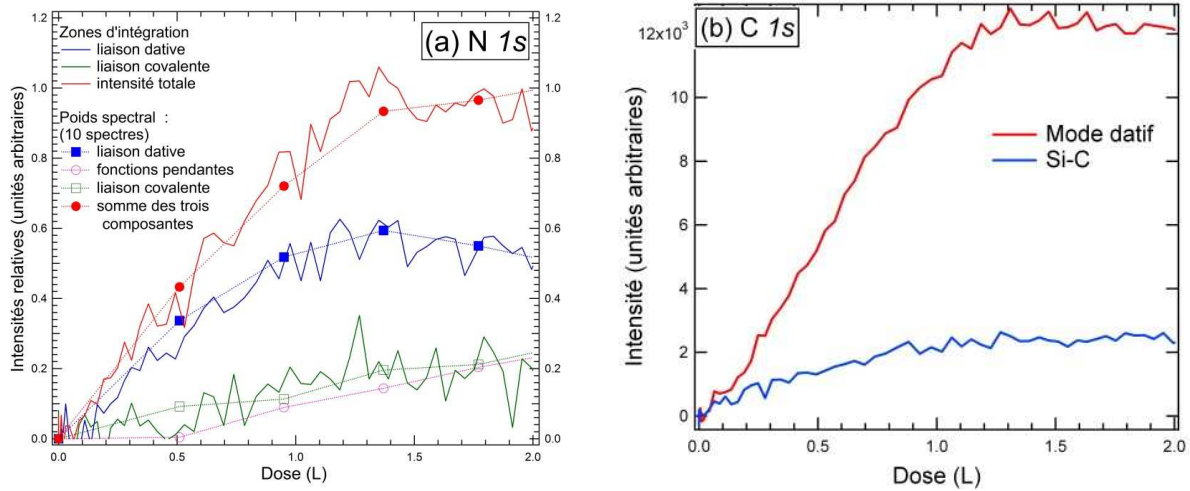 (a) N 1s
Zones d'intégration
liaison dative
liaison covalente
intensité totale
Poids spectral :
(10 spectres)
liaison dative
fonctions pendantes
liaison covalente
somme des trois
composantes
Intensités relatives (unités arbitraires)
1.0
0.8
0.6
0.4
0.2
0.0
1.0
0.8
0.6
0.4
0.2
0.0
0.0 0.5 1.0 1.5 2.0
Dose (L)
(b) C 1s
Mode datif
Si-C
Intensité (unités arbitraires)
12x10³
10
8
6
4
2
0
0.0 0.5 1.0 1.5 2.0
Dose (L)